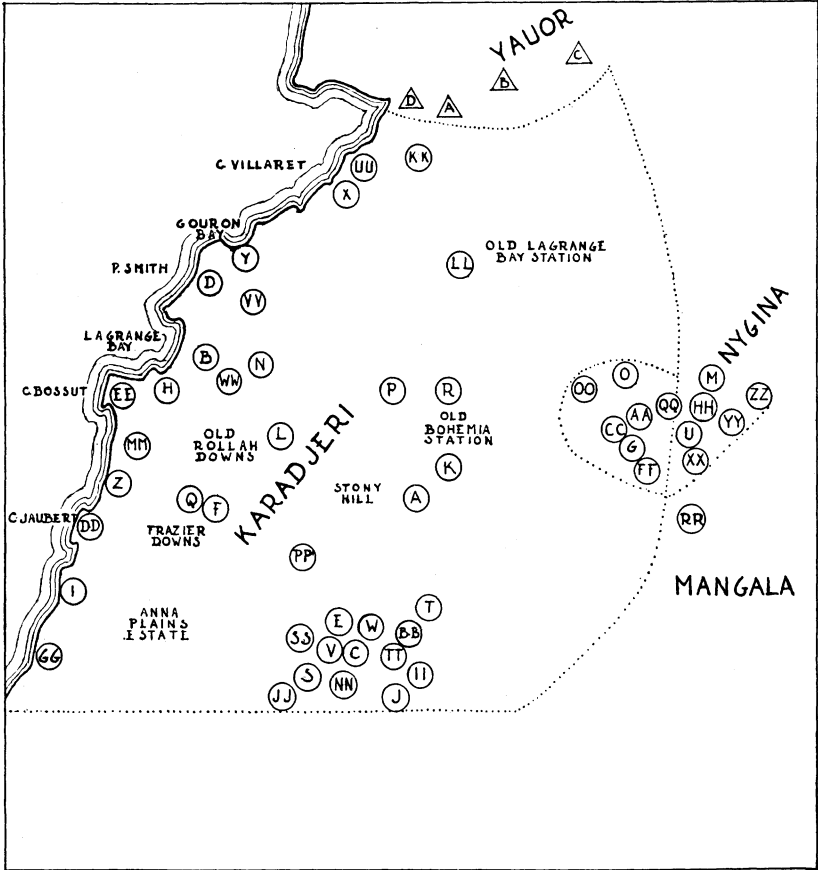 YAUOR
C
B
D
A
C VILLARET
UU
KK
X
GOURON
BAY
Y
OLD LAGRANGE
BAY STATION
LL
P. SMITH
D
VV
LAGRANGE
BAY
B
N
WW
NYGINA
C BOSSUT
EE
H
P
R
OO
O
M
ZZ
QQ
HH
AA
YY
CC
U
G
FF
XX
MM
OLD
ROLLAH
DOWNS
L
KARADJERI
OLD
BOHEMIA
STATION
K
Z
Q
F
STONY
HILL
A
C JAUBERT
DD
FRAZIER
DOWNS
RR
PP
MANGALA
I
ANNA
PLAINS
ESTATE
T
E
W
BB
SS
V
C
TT
GG
S
NN
II
JJ
J